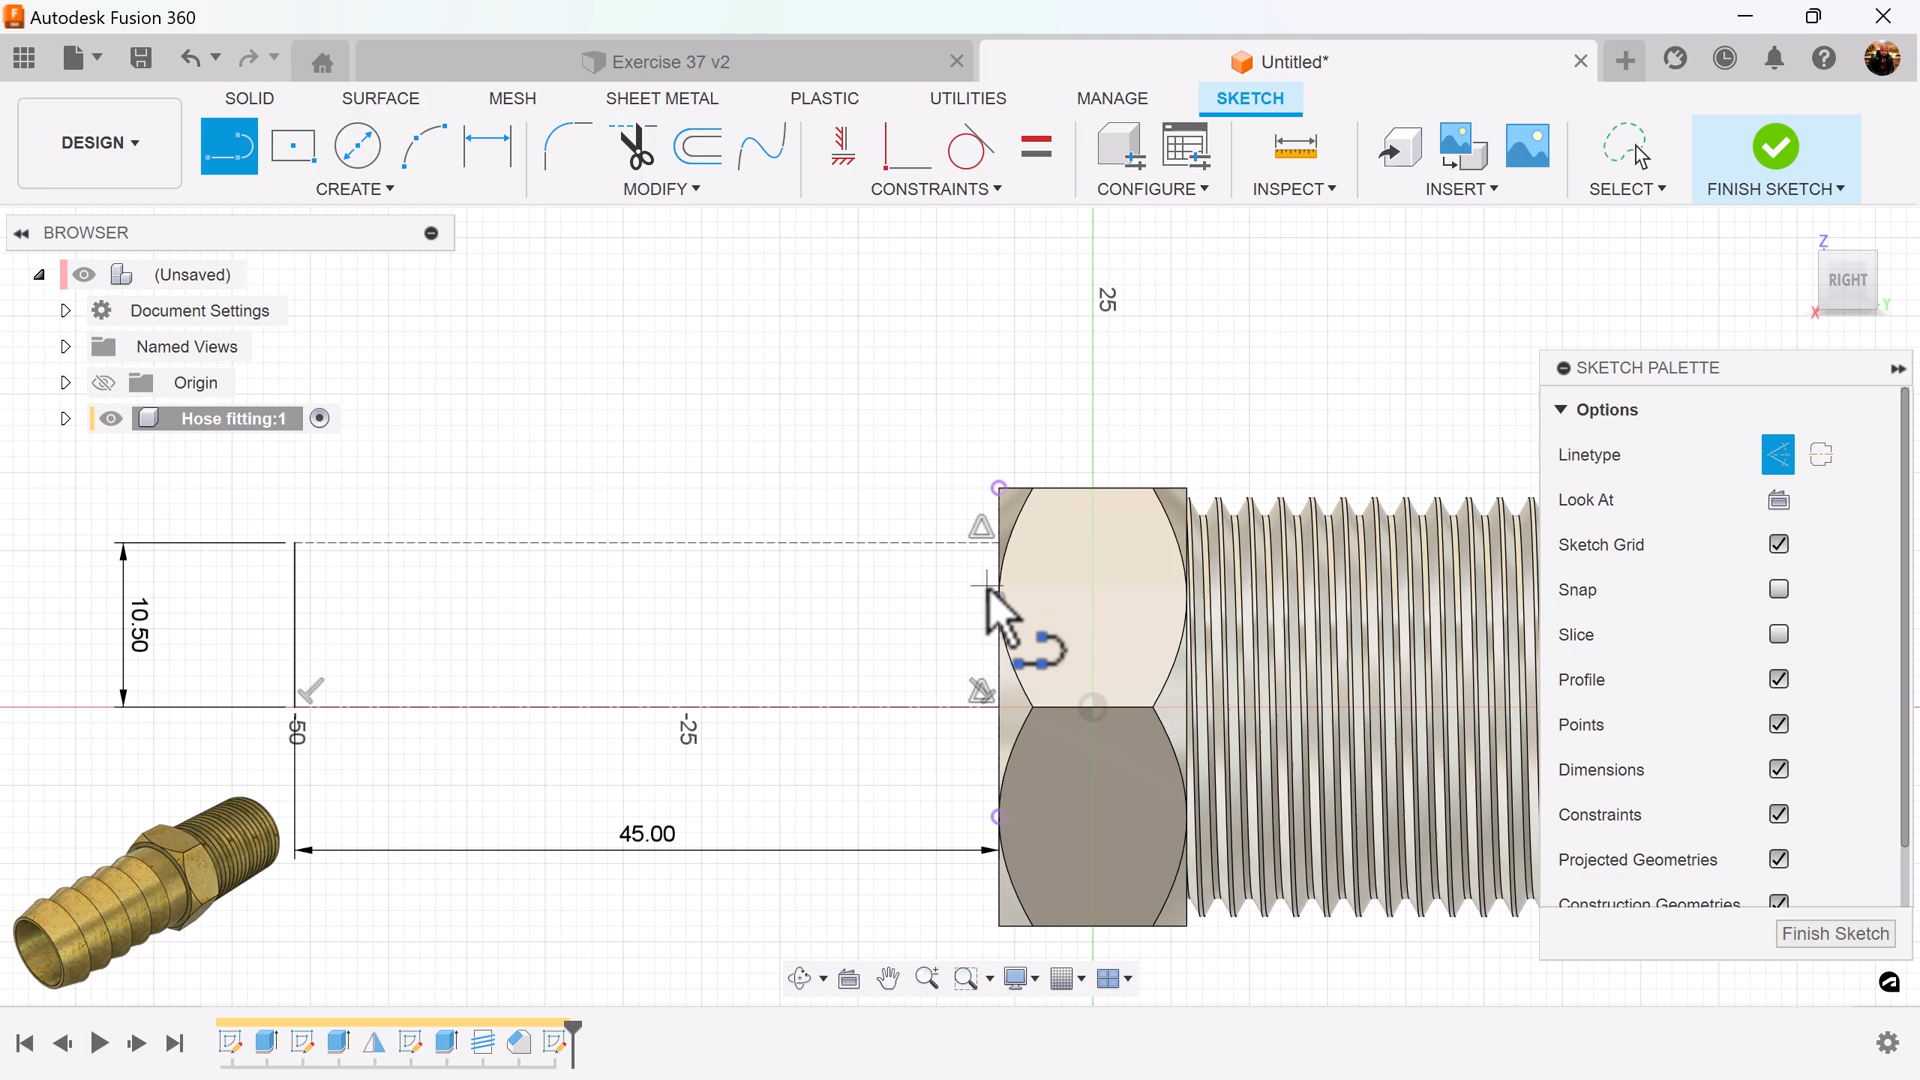 Autodesk Fusion 360
Exercise 37 v2
Untitled*
DESIGN
SOLID
SURFACE
MESH
SHEET METAL
PLASTIC
UTILITIES
MANAGE
SKETCH
CREATE
MODIFY
CONSTRAINTS
CONFIGURE
INSPECT
INSERT
SELECT
FINISH SKETCH
BROWSER
(Unsaved)
Document Settings
Named Views
Origin
Hose fitting:1
Z
RIGHT
X
Y
25
10.50
-50
-25
45.00
SKETCH PALETTE
Options
Linetype
Look At
Sketch Grid
Snap
Slice
Profile
Points
Dimensions
Constraints
Projected Geometries
Construction Geometries
Finish Sketch